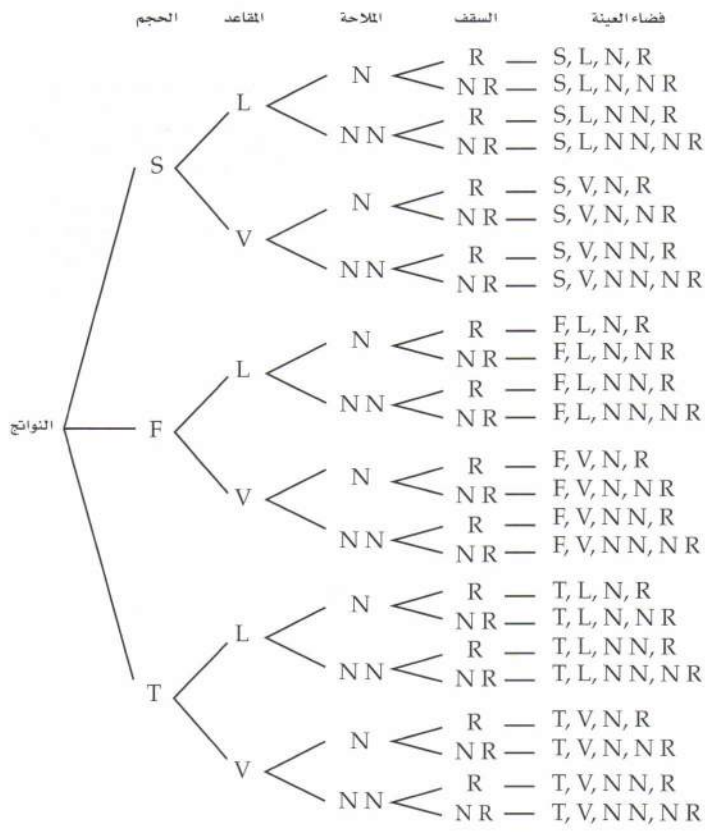 الحجم المقاعد الملاحة السقف فضاء العينة
R — S, L, N, R
N
NR — S, L, N, NR
L
R — S, L, NN, R
NN
NR — S, L, NN, NR
S
R — S, V, N, R
N
NR — S, V, N, NR
V
R — S, V, NN, R
NN
NR — S, V, NN, NR
R — F, L, N, R
N
NR — F, L, N, NR
L
R — F, L, NN, R
NN
NR — F, L, NN, NR
النواتج F
R — F, V, N, R
N
NR — F, V, N, NR
V
R — F, V, NN, R
NN
NR — F, V, NN, NR
R — T, L, N, R
N
NR — T, L, N, NR
L
R — T, L, NN, R
NN
NR — T, L, NN, NR
T
R — T, V, N, R
N
NR — T, V, N, NR
V
R — T, V, NN, R
NN
NR — T, V, NN, NR